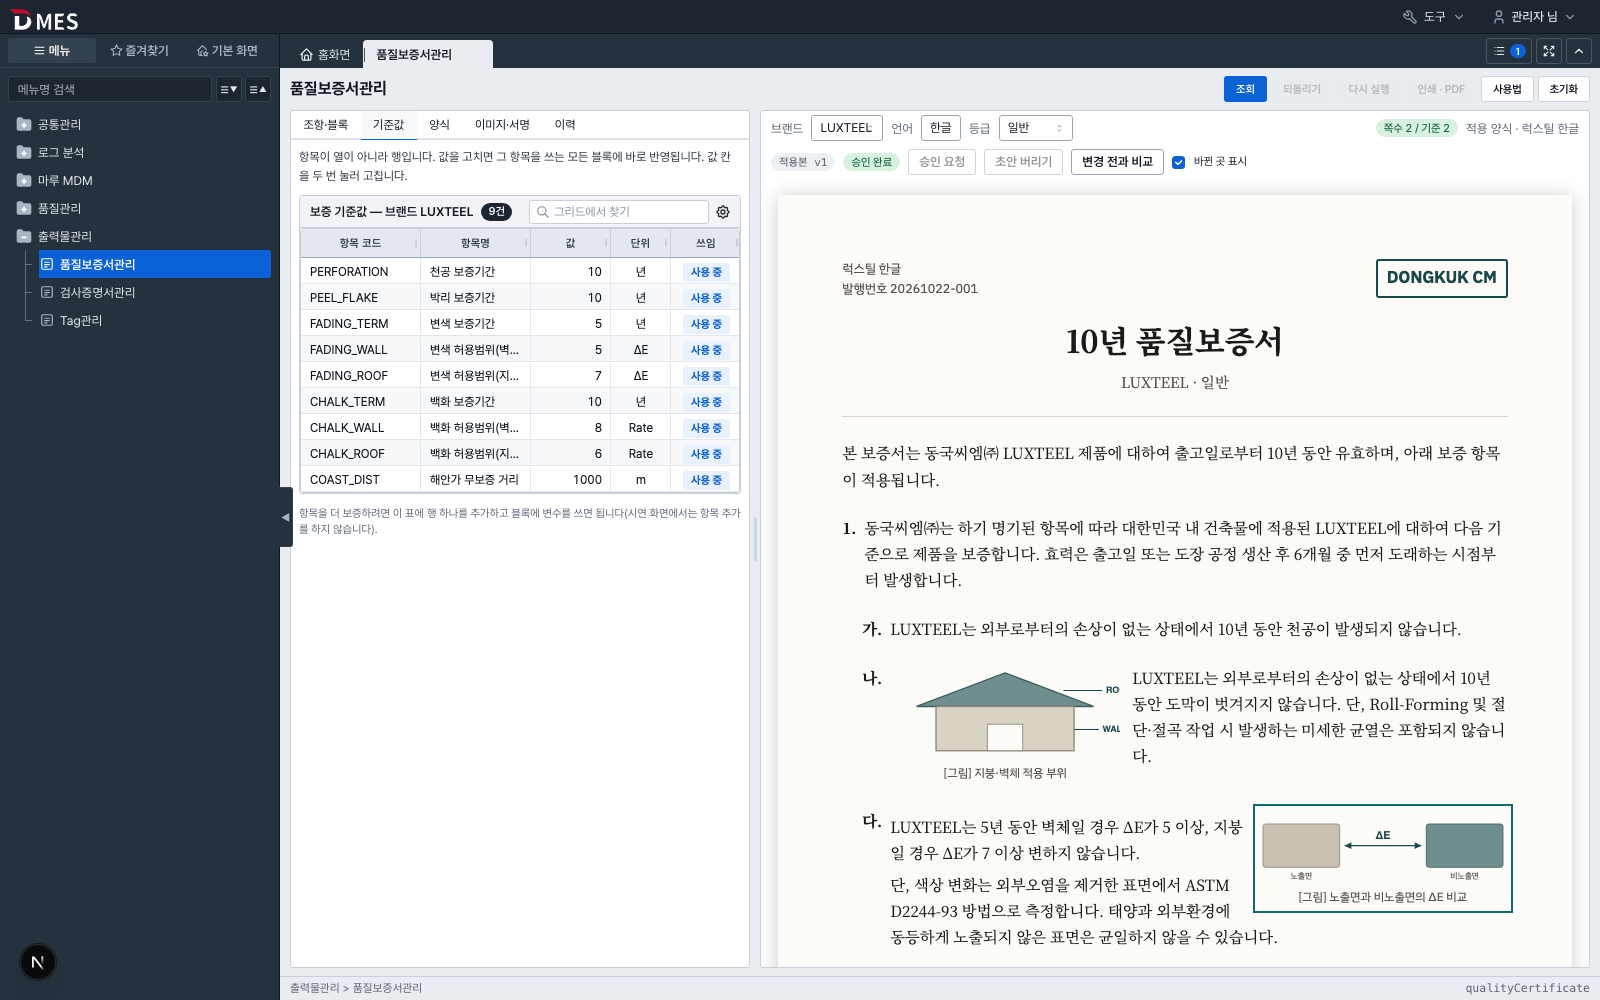 DMES
도구
관리자 님
메뉴
즐겨찾기
기본 화면
홈화면
품질보증서관리
1
메뉴명 검색
공통관리
로그 분석
마루 MDM
품질관리
출력물관리
품질보증서관리
검사증명서관리
Tag관리
품질보증서관리
조회
되돌리기
다시 실행
인쇄 · PDF
사용법
초기화
조항·블록
기준값
양식
이미지·서명
이력
항목이 열이 아니라 행입니다. 값을 고치면 그 항목을 쓰는 모든 블록에 바로 반영됩니다. 값 칸
을 두 번 눌러 고칩니다.
보증 기준값 — 브랜드 LUXTEEL
9건
그리드에서 찾기
항목 코드
항목명
값
단위
쓰임
PERFORATION 천공 보증기간 10 년 사용 중
PEEL_FLAKE 박리 보증기간 10 년 사용 중
FADING_TERM 변색 보증기간 5 년 사용 중
FADING_WALL 변색 허용범위(벽... 5 ΔE 사용 중
FADING_ROOF 변색 허용범위(지... 7 ΔE 사용 중
CHALK_TERM 백화 보증기간 10 년 사용 중
CHALK_WALL 백화 허용범위(벽... 8 Rate 사용 중
CHALK_ROOF 백화 허용범위(지... 6 Rate 사용 중
COAST_DIST 해안가 무보증 거리 1000 m 사용 중
항목을 더 보증하려면 이 표에 행 하나를 추가하고 블록에 변수를 쓰면 됩니다(시연 화면에서는 항목 추가
를 하지 않습니다).
브랜드
LUXTEEL
언어
한글
등급
일반
쪽수 2 / 기준 2
적용 양식 · 럭스틸 한글
적용본 v1
승인 완료
승인 요청
초안 버리기
변경 전과 비교
바뀐 곳 표시
럭스틸 한글
발행번호 20261022-001
DONGKUK CM
10년 품질보증서
LUXTEEL · 일반
본 보증서는 동국씨엠㈜ LUXTEEL 제품에 대하여 출고일로부터 10년 동안 유효하며, 아래 보증 항목
이 적용됩니다.
1. 동국씨엠㈜는 하기 명기된 항목에 따라 대한민국 내 건축물에 적용된 LUXTEEL에 대하여 다음 기
준으로 제품을 보증합니다. 효력은 출고일 또는 도장 공정 생산 후 6개월 중 먼저 도래하는 시점부
터 발생합니다.
가. LUXTEEL는 외부로부터의 손상이 없는 상태에서 10년 동안 천공이 발생되지 않습니다.
나.
RO
WAL
[그림] 지붕·벽체 적용 부위
LUXTEEL는 외부로부터의 손상이 없는 상태에서 10년
동안 도막이 벗겨지지 않습니다. 단, Roll-Forming 및 절
단·절곡 작업 시 발생하는 미세한 균열은 포함되지 않습니
다.
다. LUXTEEL는 5년 동안 벽체일 경우 ΔE가 5 이상, 지붕
일 경우 ΔE가 7 이상 변하지 않습니다.
단, 색상 변화는 외부오염을 제거한 표면에서 ASTM
D2244-93 방법으로 측정합니다. 태양과 외부환경에
동등하게 노출되지 않은 표면은 균일하지 않을 수 있습니다.
ΔE
노출면
비노출면
[그림] 노출면과 비노출면의 ΔE 비교
N
출력물관리 > 품질보증서관리
qualityCertificate